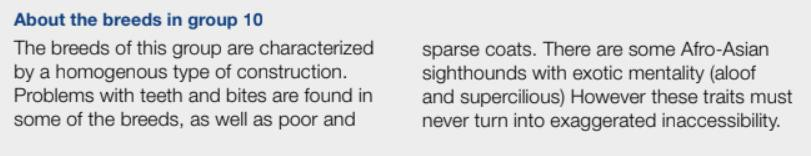 About the breeds in group 10
The breeds of this group are characterized
by a homogenous type of construction.
Problems with teeth and bites are found in
some of the breeds, as well as poor and
sparse coats. There are some Afro-Asian
sighthounds with exotic mentality (aloof
and supercilious) However these traits must
never turn into exaggerated inaccessibility.